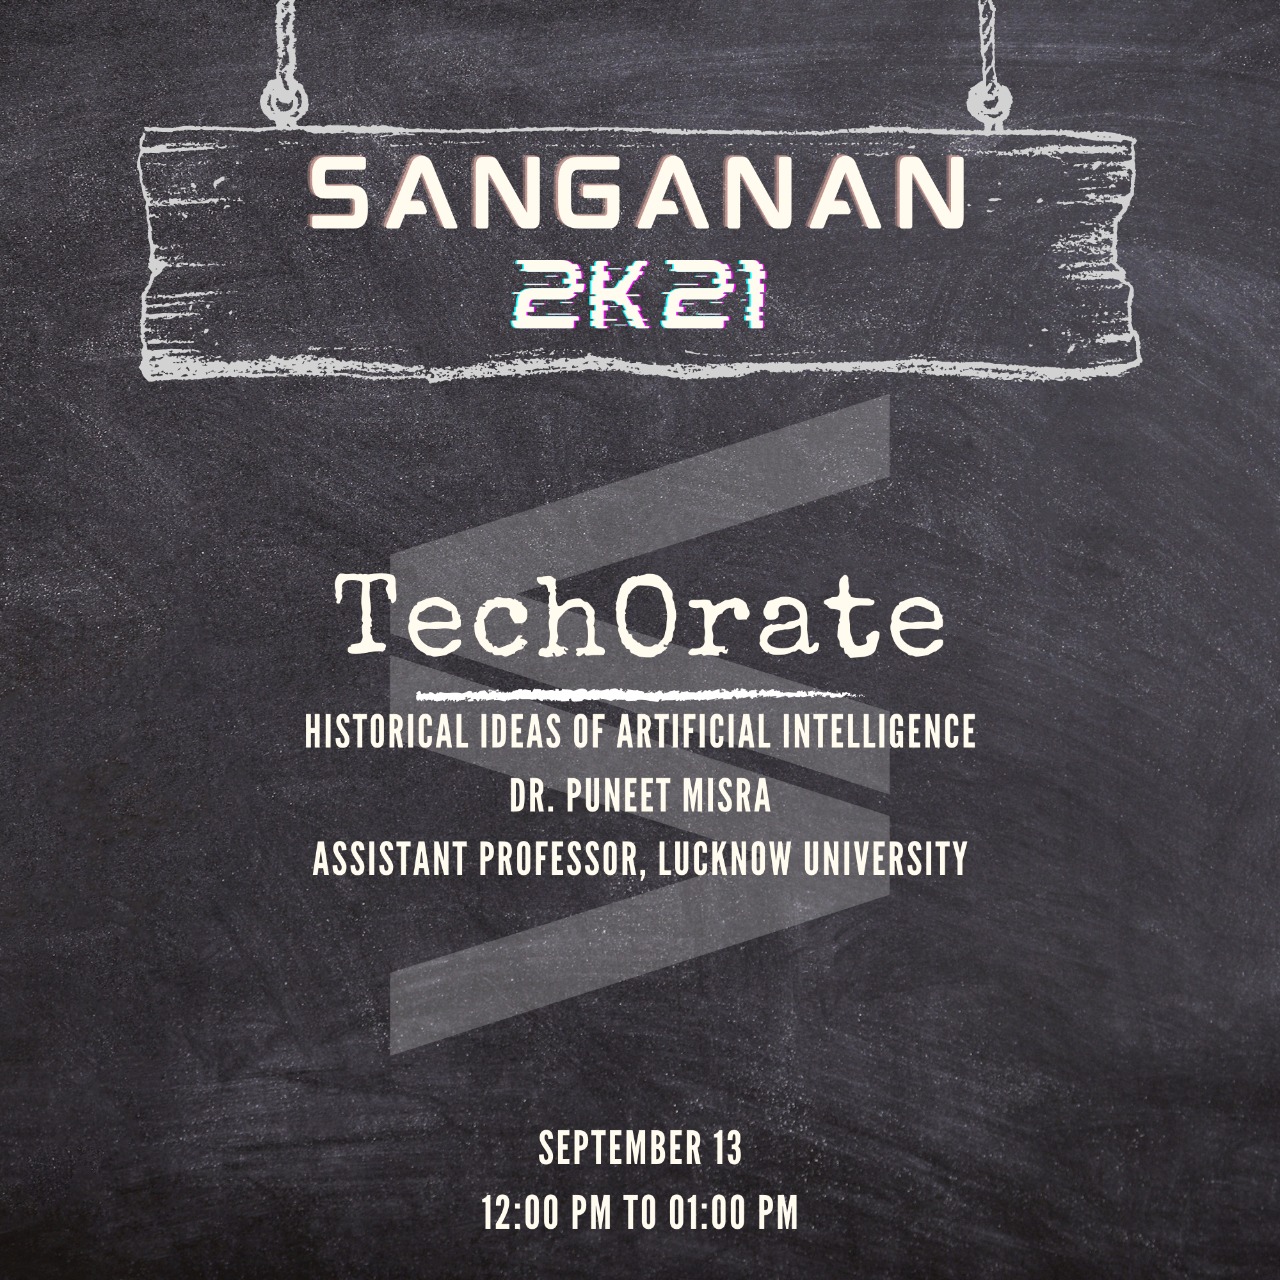 SANGANAN
2K21
TechOrate
HISTORICAL IDEAS OF ARTIFICIAL INTELLIGENCE
DR. PUNEET MISRA
ASSISTANT PROFESSOR, LUCKNOW UNIVERSITY
SEPTEMBER 13
12:00 PM TO 01:00 PM